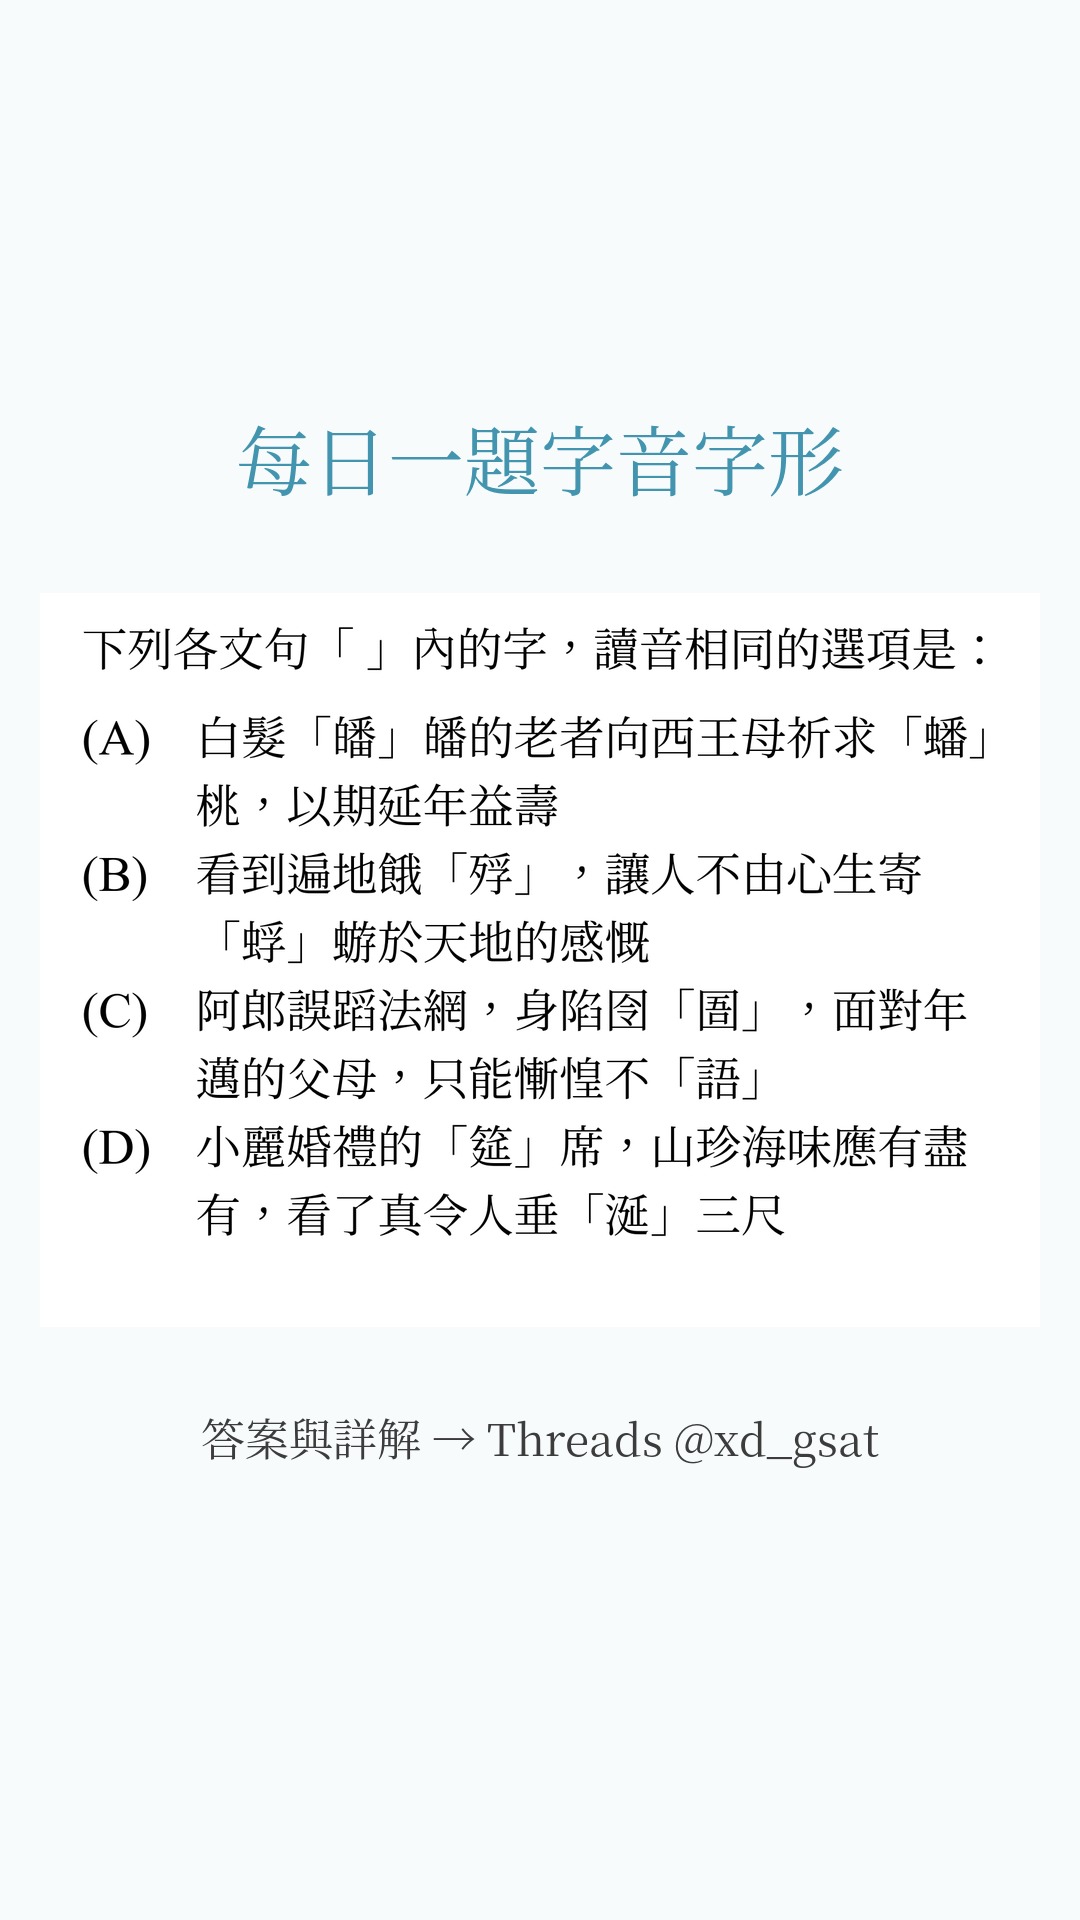 每日一題字音字形
下列各文句「 」內的字，讀音相同的選項是：
(A) 白髮「皤」皤的老者向西王母祈求「蟠」
桃，以期延年益壽
(B) 看到遍地餓「殍」，讓人不由心生寄
「蜉」蝣於天地的感慨
(C) 阿郎誤蹈法網，身陷囹「圄」，面對年
邁的父母，只能慚惶不「語」
(D) 小麗婚禮的「筵」席，山珍海味應有盡
有，看了真令人垂「涎」三尺
答案與詳解 → Threads @xd_gsat